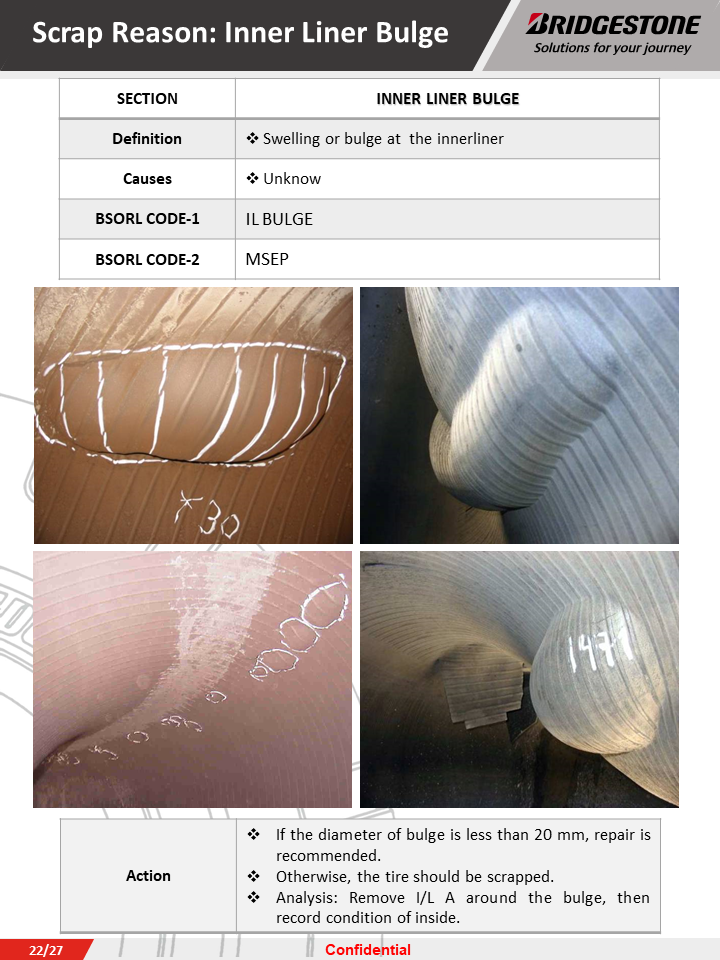 Scrap Reason: Inner Liner Bulge
BRIDGESTONE
Solutions for your journey
SECTION
INNER LINER BULGE
Definition
❖ Swelling or bulge at the innerliner
Causes
❖ Unknow
BSORL CODE-1
IL BULGE
BSORL CODE-2
MSEP
X 30
1471
Action
❖ If the diameter of bulge is less than 20 mm, repair is
recommended.
❖ Otherwise, the tire should be scrapped.
❖ Analysis: Remove I/L A around the bulge, then
record condition of inside.
22/27
Confidential